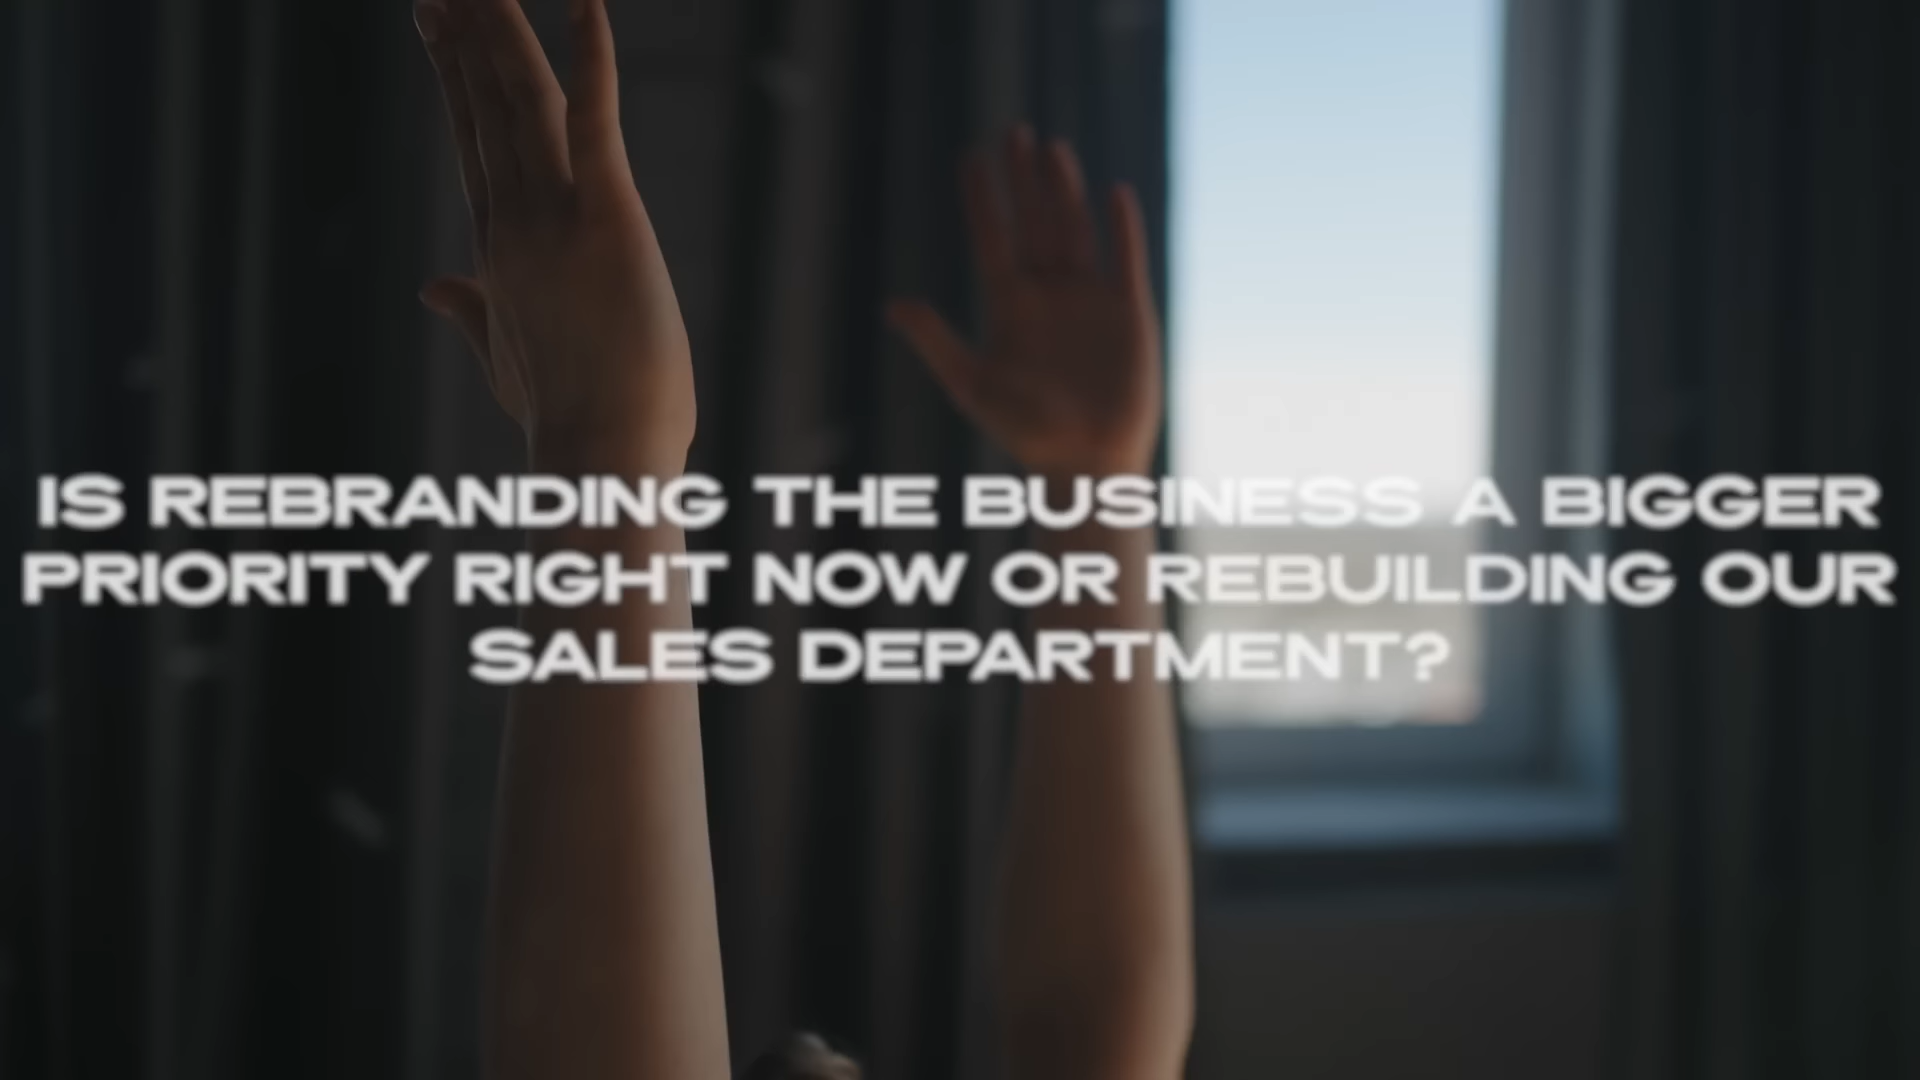 IS REBRANDING THE BUSINESS A BIGGER
PRIORITY RIGHT NOW OR REBUILDING OUR
SALES DEPARTMENT?